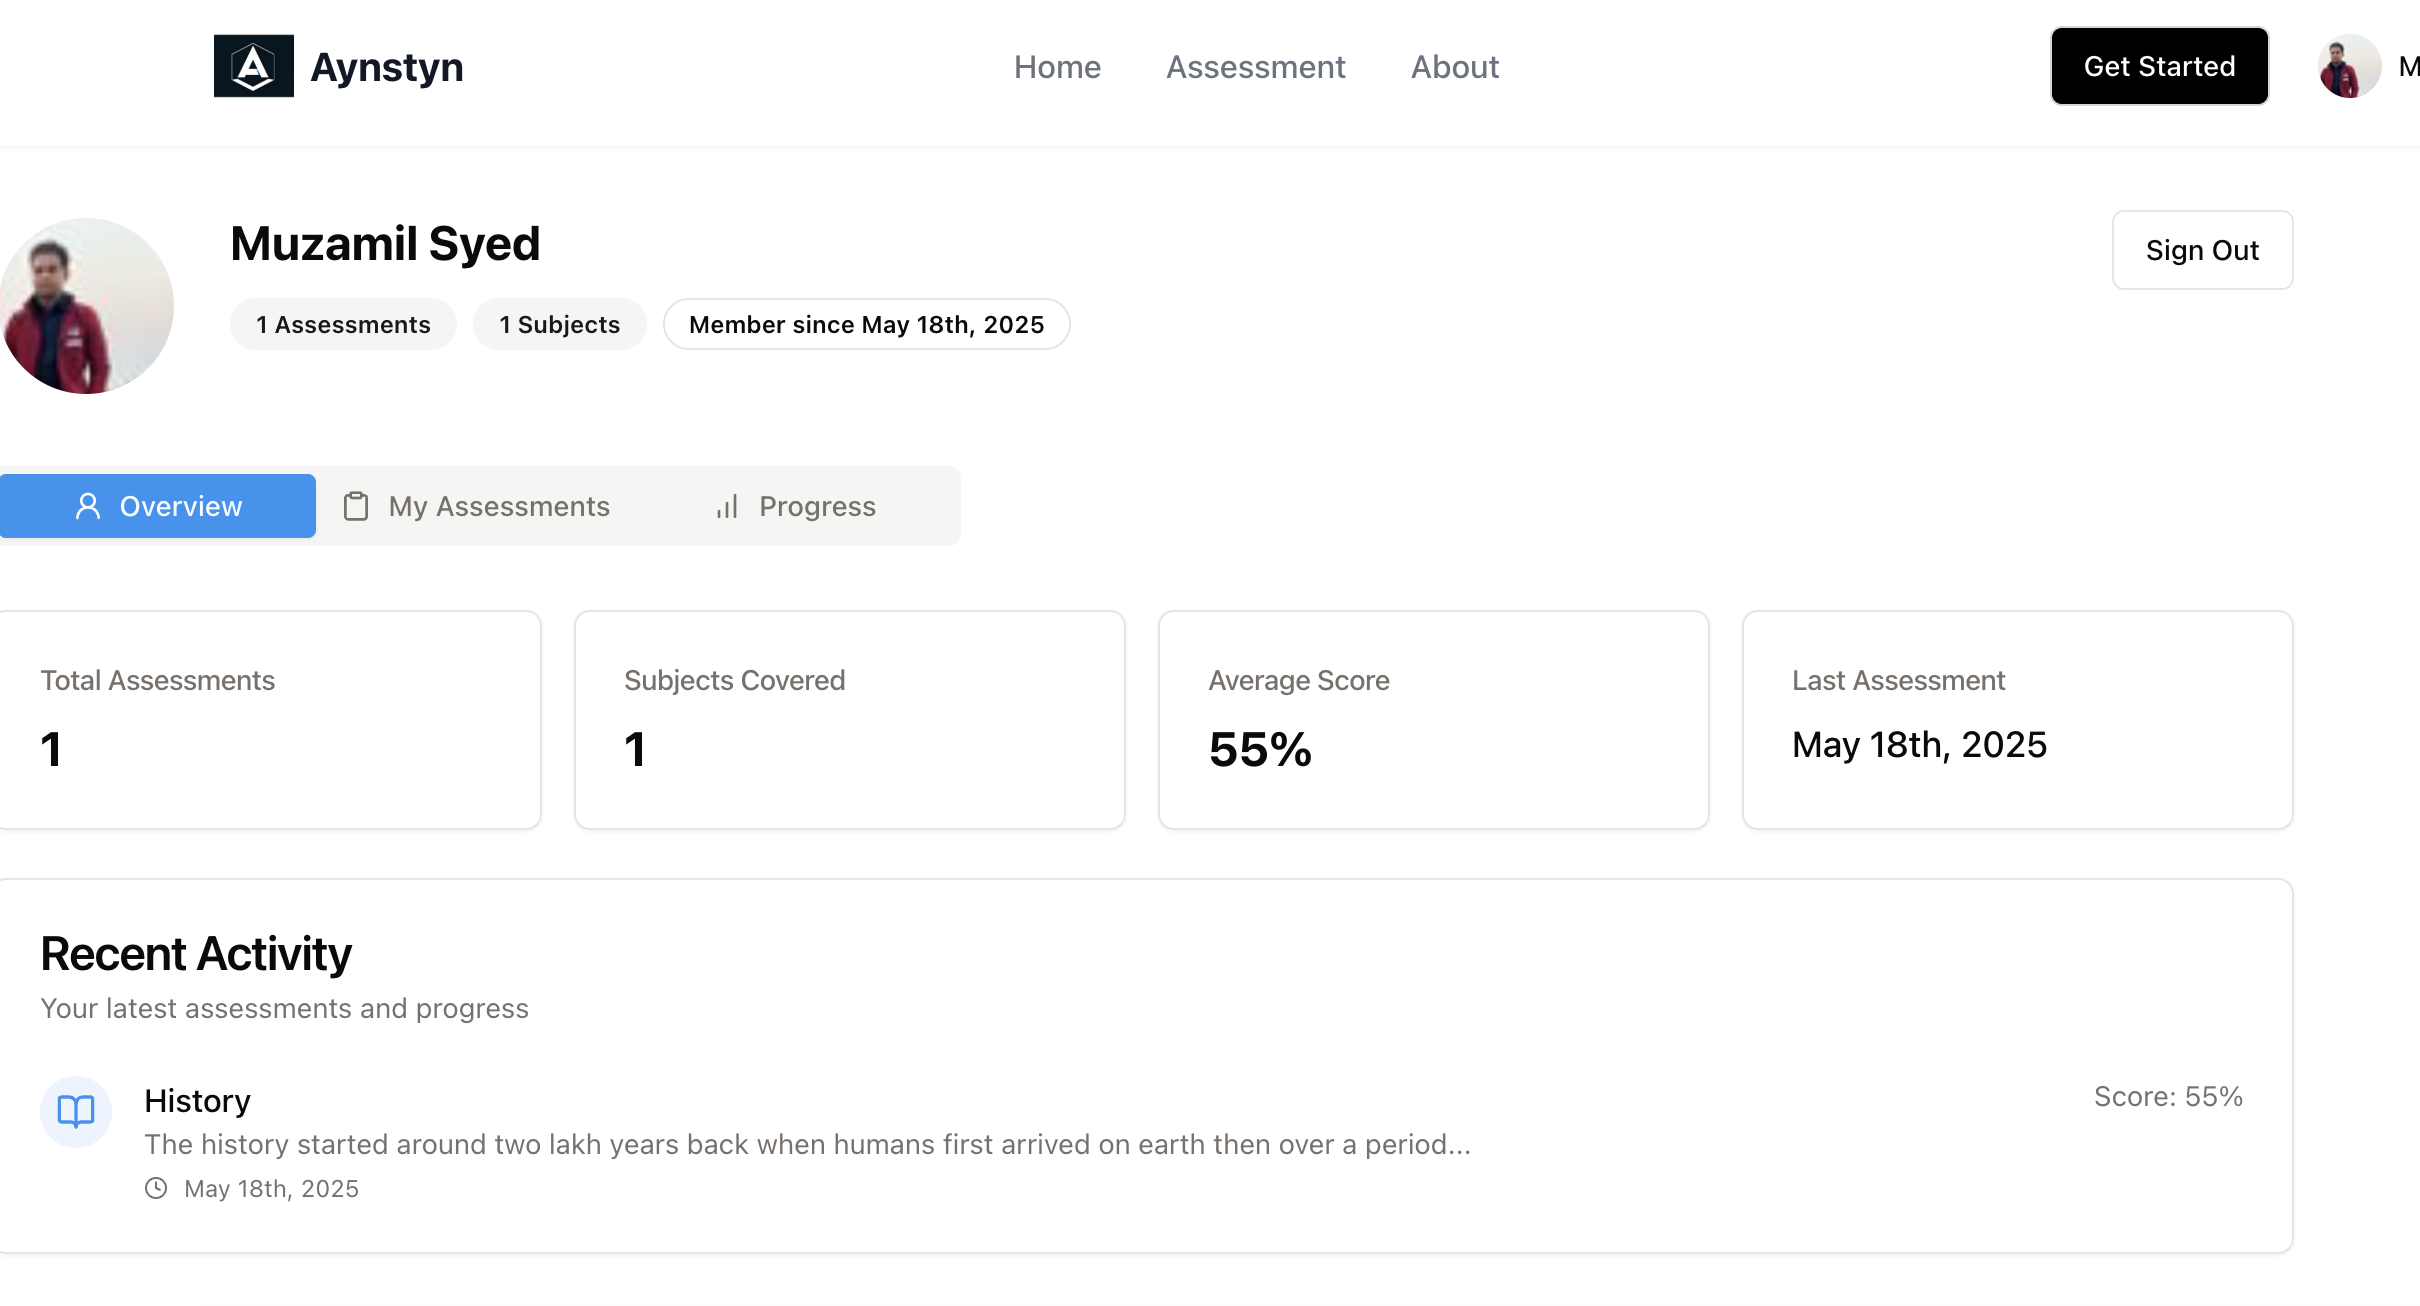 Aynstyn
Home Assessment About
Get Started
M
Muzamil Syed
1 Assessments 1 Subjects Member since May 18th, 2025
Sign Out
Overview My Assessments Progress
Total Assessments
1
Subjects Covered
1
Average Score
55%
Last Assessment
May 18th, 2025
Recent Activity
Your latest assessments and progress
History
Score: 55%
The history started around two lakh years back when humans first arrived on earth then over a period...
May 18th, 2025